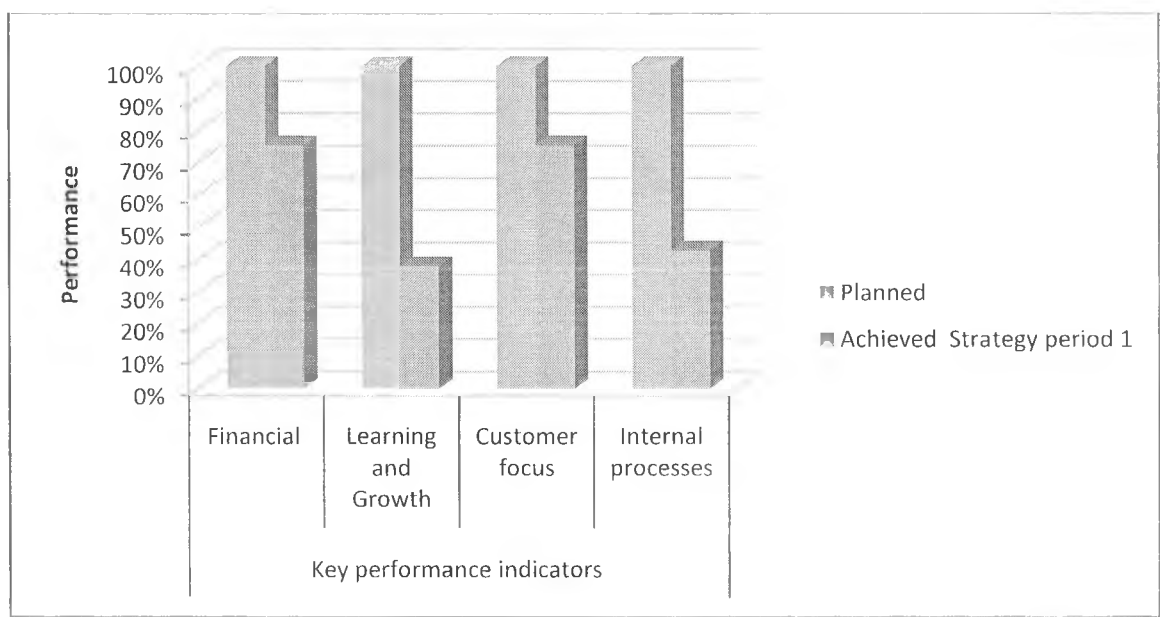 100%
90%
80%
70%
60%
50%
40%
30%
20%
10%
0%
Performance
Financial
Learning
and
Growth
Customer
focus
Internal
processes
Key performance indicators
Planned
Achieved Strategy period 1